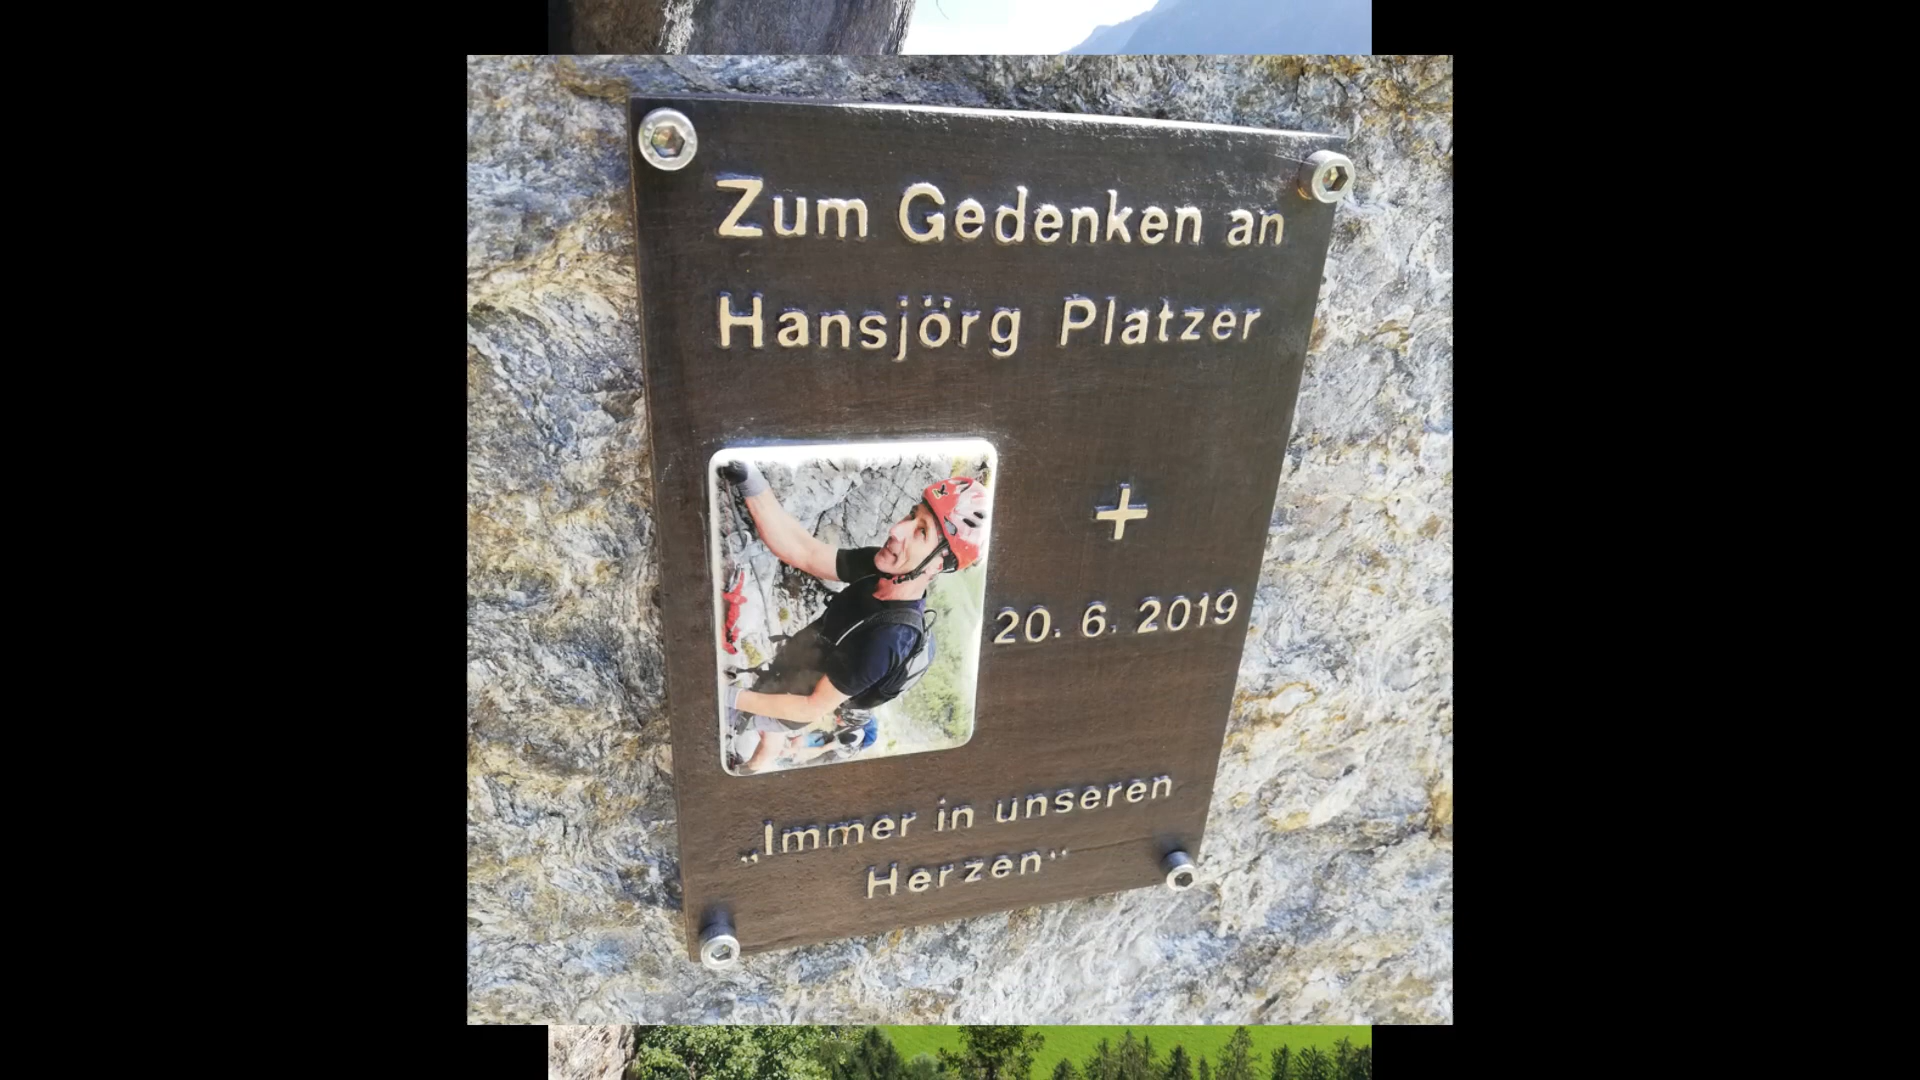 Zum Gedenken an
Hansjörg Platzer
+
20. 6. 2019
„Immer in unseren
Herzen“